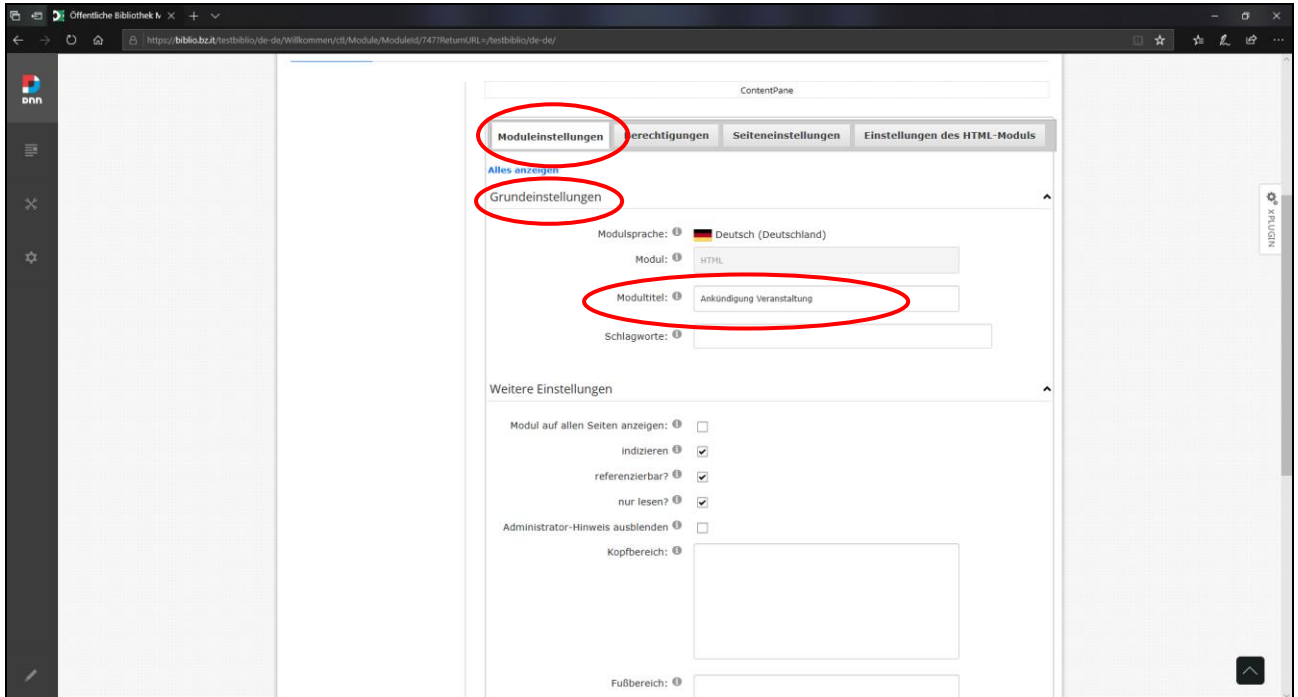 Öffentliche Bibliothek M
https://biblio.bz.it/testbiblio/de-de/Willkommen/ctl/Module/ModuleId/747?ReturnURL=/testbiblio/de-de/
DNN
ContentPane
Moduleinstellungen Berechtigungen Seiteneinstellungen Einstellungen des HTML-Moduls
Alles anzeigen
Grundeinstellungen
Modulsprache: Deutsch (Deutschland)
Modul: HTML
Modultitel: Ankündigung Veranstaltung
Schlagworte:
Weitere Einstellungen
Modul auf allen Seiten anzeigen:
indizieren
referenzierbar?
nur lesen?
Administrator-Hinweis ausblenden
Kopfbereich:
Fußbereich:
XPLUGIN